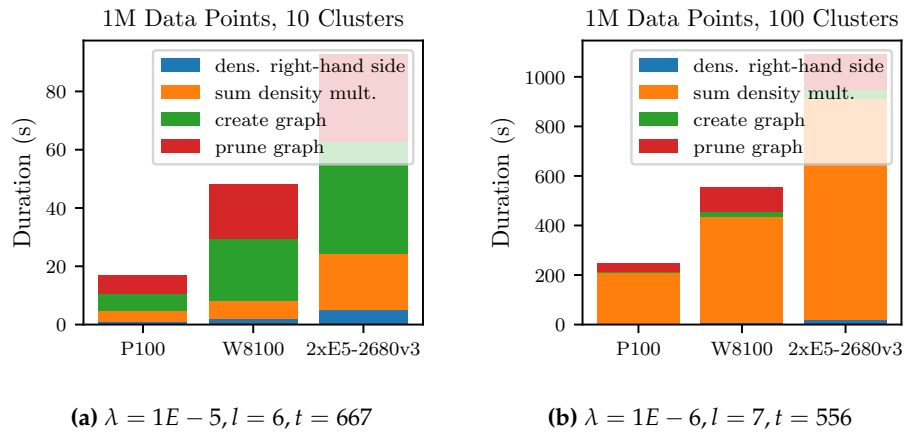 1M Data Points, 10 Clusters
dens. right-hand side
sum density mult.
create graph
prune graph
Duration (s)
80
60
40
20
0
P100
W8100
2xE5-2680v3
(a) λ = 1E − 5, l = 6, t = 667
1M Data Points, 100 Clusters
dens. right-hand side
sum density mult.
create graph
prune graph
Duration (s)
1000
800
600
400
200
0
P100
W8100
2xE5-2680v3
(b) λ = 1E − 6, l = 7, t = 556